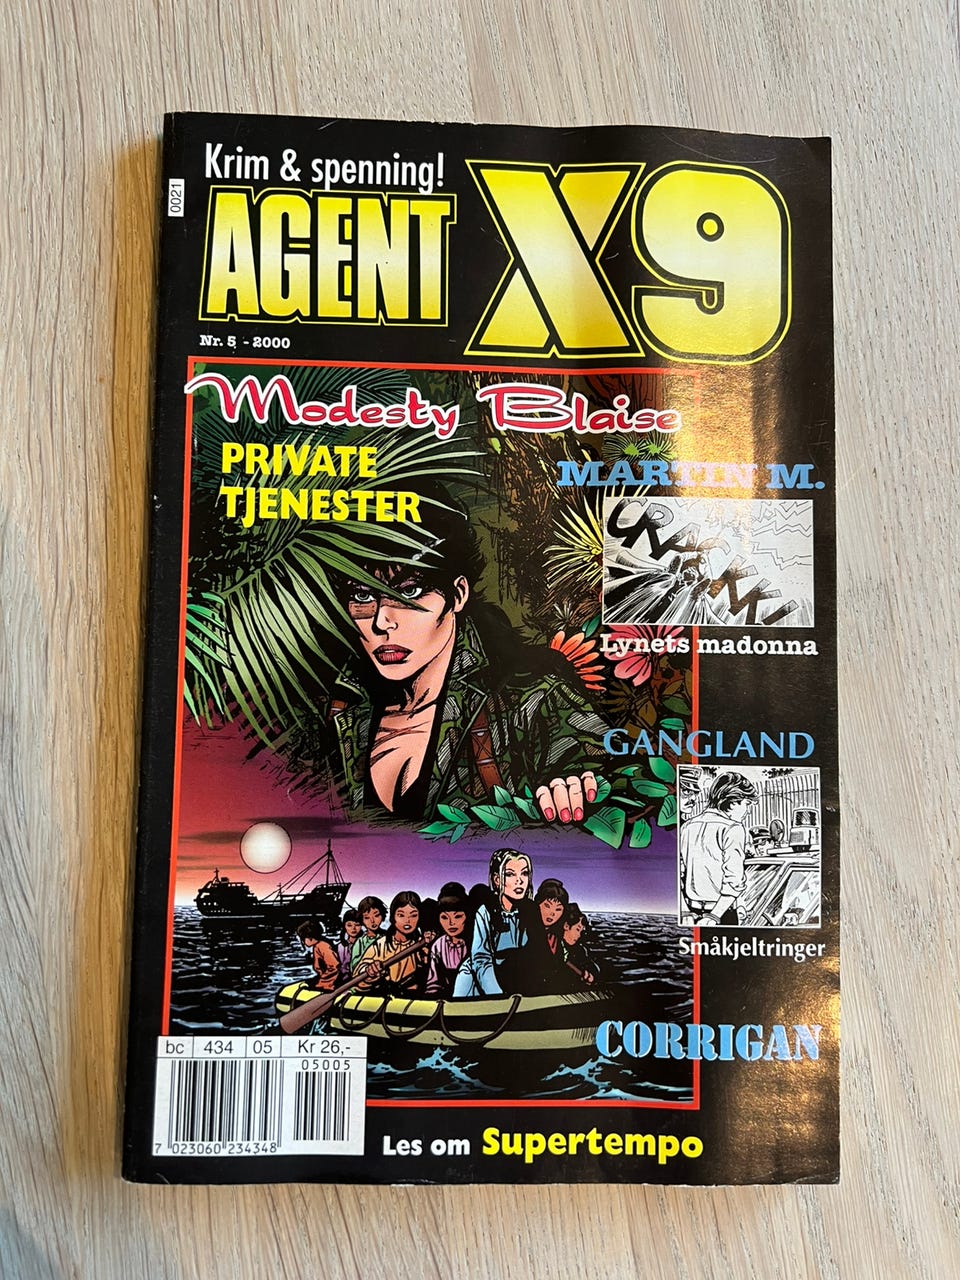 Krim & spenning!
0021
AGENT X9
Nr. 5 - 2000
Modesty Blaise
PRIVATE
TJENESTER
MARTIN M.
CRACKK!
Lynets madonna
GANGLAND
Småkjeltringer
CORRIGAN
bc 434 05 Kr 26,-
05005
7 023060 234348
Les om Supertempo